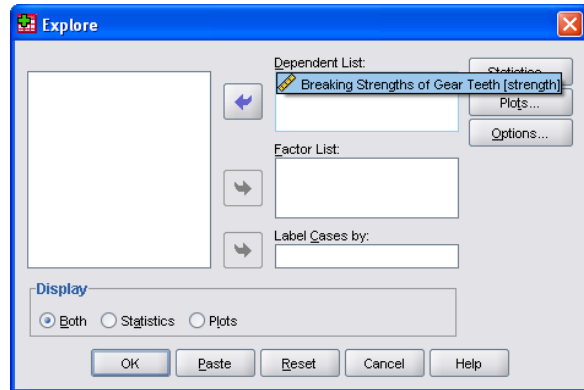 Explore
Dependent List:
Statistics...
Breaking Strengths of Gear Teeth [strength]
Plots...
Options...
Factor List:
Label Cases by:
Display
Both
Statistics
Plots
OK
Paste
Reset
Cancel
Help